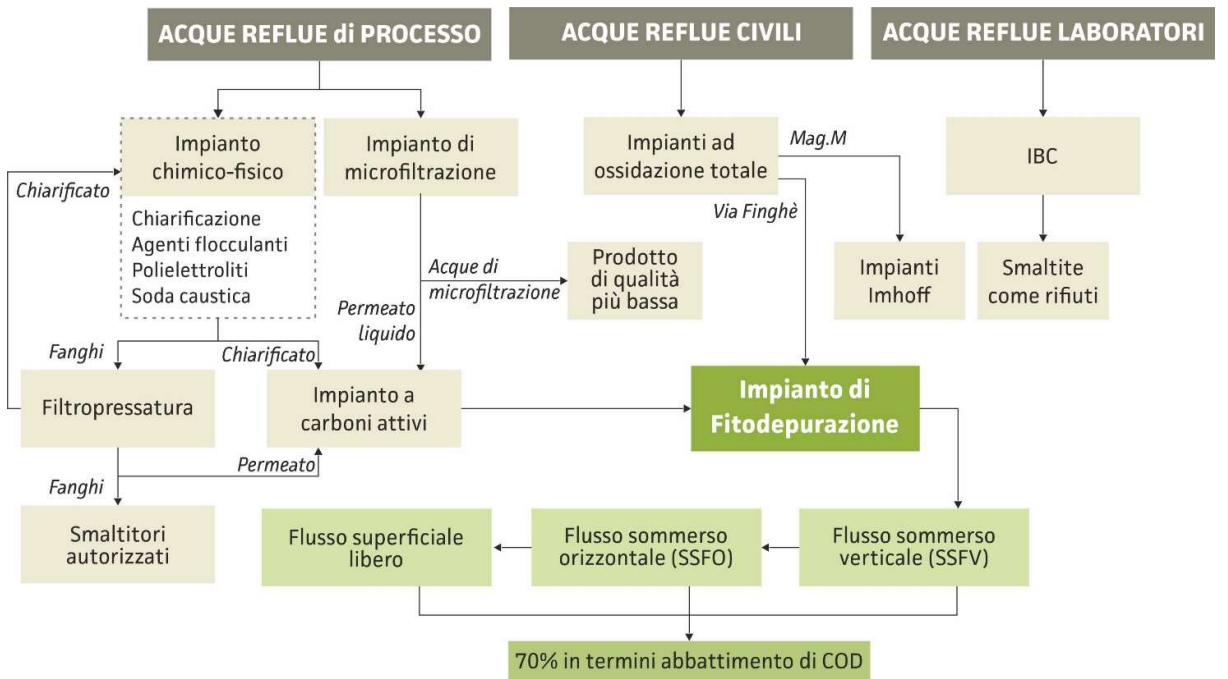 ACQUE REFLUE di PROCESSO
ACQUE REFLUE CIVILI
ACQUE REFLUE LABORATORI
Impianto
chimico-fisico
Impianto di
microfiltrazione
Impianti ad
ossidazione totale
Mag.M
IBC
Chiarificato
Via Finghè
Chiarificazione
Agenti flocculanti
Polielettroliti
Soda caustica
Acque di
microfiltrazione
Prodotto
di qualità
più bassa
Impianti
Imhoff
Smaltite
come rifiuti
Permeato
liquido
Fanghi
Chiarificato
Filtropressatura
Impianto a
carboni attivi
Impianto di
Fitodepurazione
Permeato
Fanghi
Smaltitori
autorizzati
Flusso superficiale
libero
Flusso sommerso
orizzontale (SSFO)
Flusso sommerso
verticale (SSFV)
70% in termini abbattimento di COD